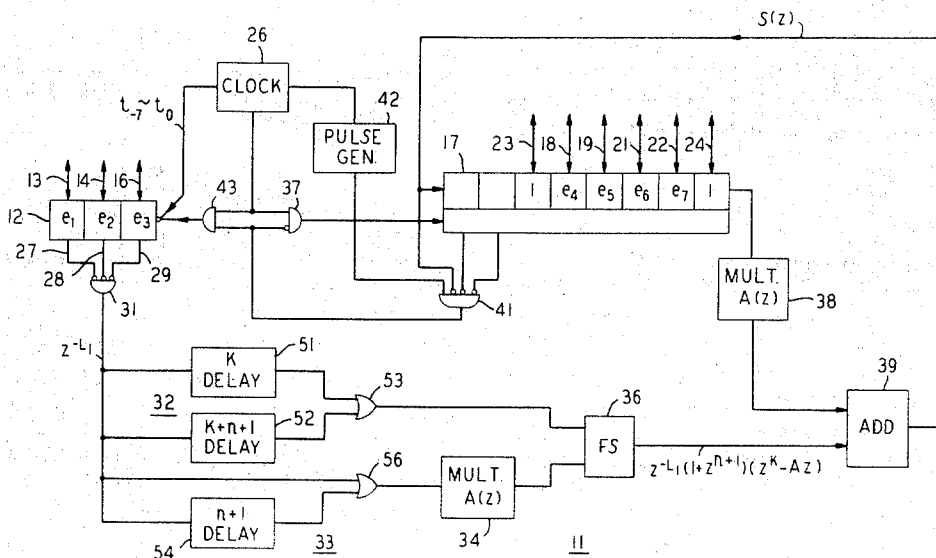 S(z)
26
CLOCK
42
PULSE
GEN.
t₋₇ ~ t₀
17
23
18
19
21
22
24
13
14
16
43
37
12
e₁ e₂ e₃
1 e₄ e₅ e₆ e₇ 1
27
28
29
31
41
MULT.
A(z)
38
z⁻ᴸ¹
51
K
DELAY
53
39
32
52
K+n+1
DELAY
36
FS
ADD
56
z⁻ᴸ¹(1+zⁿ⁺¹)(zᴷ−Az)
MULT.
A(z)
n+1
DELAY
54
33
34
11